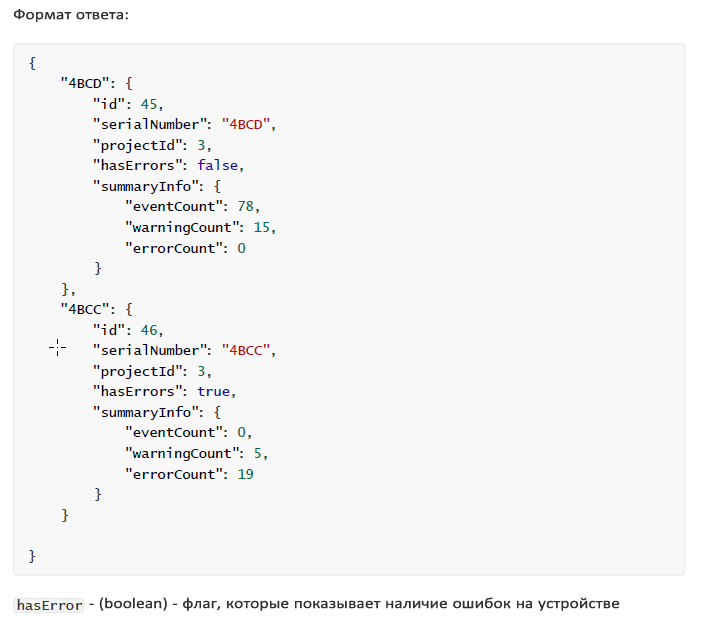 Формат ответа:
{
    "4BCD": {
        "id": 45,
        "serialNumber": "4BCD",
        "projectId": 3,
        "hasErrors": false,
        "summaryInfo": {
            "eventCount": 78,
            "warningCount": 15,
            "errorCount": 0
        }
    },
    "4BCC": {
        "id": 46,
        "serialNumber": "4BCC",
        "projectId": 3,
        "hasErrors": true,
        "summaryInfo": {
            "eventCount": 0,
            "warningCount": 5,
            "errorCount": 19
        }
    }
}
hasError - (boolean) - флаг, которые показывает наличие ошибок на устройстве